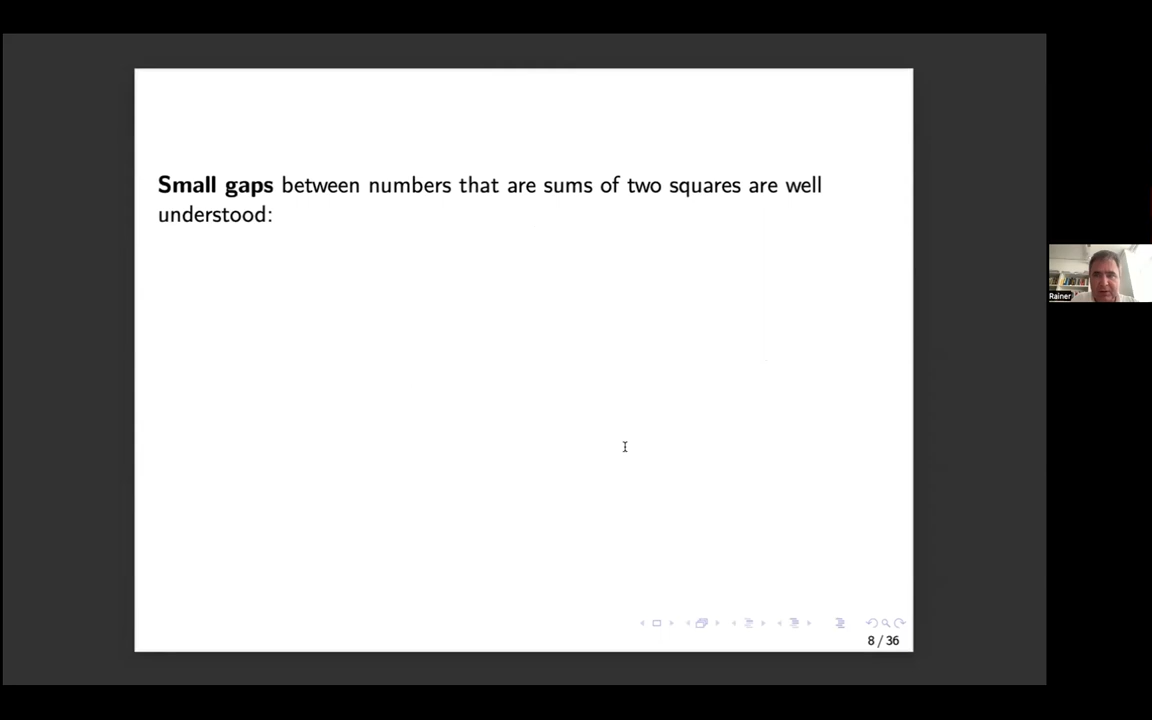 Small gaps between numbers that are sums of two squares are well
understood:
Rainer
8 / 36